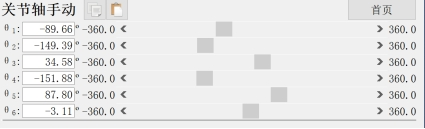 关节轴手动 首页
θ1: -89.66° -360.0 < > 360.0
θ2: -149.39° -360.0 < > 360.0
θ3: 34.58° -360.0 < > 360.0
θ4: -151.88° -360.0 < > 360.0
θ5: 87.80° -360.0 < > 360.0
θ6: -3.11° -360.0 < > 360.0